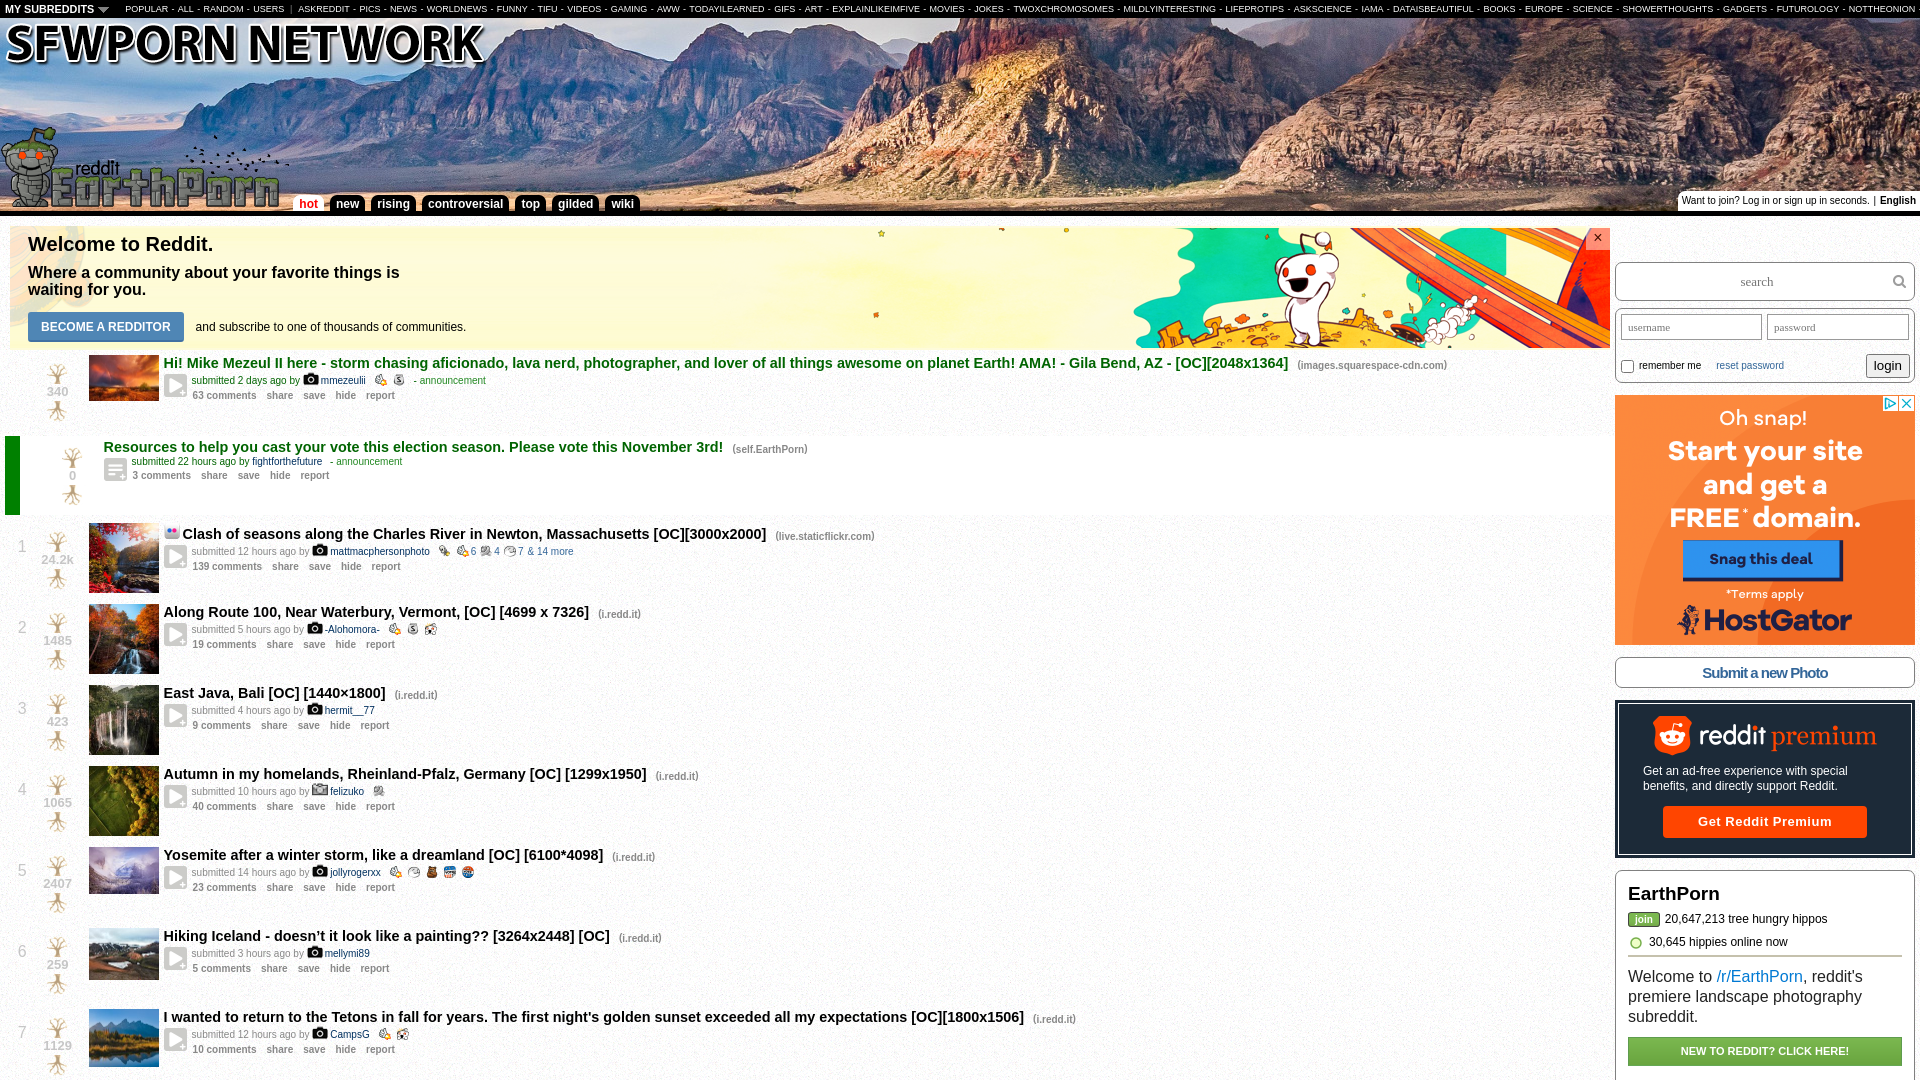 MY SUBREDDITS POPULAR - ALL - RANDOM - USERS | ASKREDDIT - PICS - NEWS - WORLDNEWS - FUNNY - TIFU - VIDEOS - GAMING - AWW - TODAYILEARNED - GIFS - ART - EXPLAINLIKEIMFIVE - MOVIES - JOKES - TWOXCHROMOSOMES - MILDLYINTERESTING - LIFEPROTIPS - ASKSCIENCE - IAMA - DATAISBEAUTIFUL - BOOKS - EUROPE - SCIENCE - SHOWERTHOUGHTS - GADGETS - FUTUROLOGY - NOTTHEONION
SFWPORN NETWORK
reddit
EarthPorn
hot new rising controversial top gilded wiki
Want to join? Log in or sign up in seconds. | English
Welcome to Reddit.
Where a community about your favorite things is
waiting for you.
BECOME A REDDITOR and subscribe to one of thousands of communities.
×
340
Hi! Mike Mezeul II here - storm chasing aficionado, lava nerd, photographer, and lover of all things awesome on planet Earth! AMA! - Gila Bend, AZ - [OC][2048x1364] (images.squarespace-cdn.com)
submitted 2 days ago by mmezeulii - announcement
63 comments share save hide report
0
Resources to help you cast your vote this election season. Please vote this November 3rd! (self.EarthPorn)
submitted 22 hours ago by fightforthefuture - announcement
3 comments share save hide report
1
24.2k
Clash of seasons along the Charles River in Newton, Massachusetts [OC][3000x2000] (live.staticflickr.com)
submitted 12 hours ago by mattmacphersonphoto 6 4 7 & 14 more
139 comments share save hide report
2
1485
Along Route 100, Near Waterbury, Vermont, [OC] [4699 x 7326] (i.redd.it)
submitted 5 hours ago by -Alohomora-
19 comments share save hide report
3
423
East Java, Bali [OC] [1440×1800] (i.redd.it)
submitted 4 hours ago by hermit__77
9 comments share save hide report
4
1065
Autumn in my homelands, Rheinland-Pfalz, Germany [OC] [1299x1950] (i.redd.it)
submitted 10 hours ago by felizuko
40 comments share save hide report
5
2407
Yosemite after a winter storm, like a dreamland [OC] [6100*4098] (i.redd.it)
submitted 14 hours ago by jollyrogerxx
23 comments share save hide report
6
259
Hiking Iceland - doesn’t it look like a painting?? [3264x2448] [OC] (i.redd.it)
submitted 3 hours ago by mellymi89
5 comments share save hide report
7
1129
I wanted to return to the Tetons in fall for years. The first night's golden sunset exceeded all my expectations [OC][1800x1506] (i.redd.it)
submitted 12 hours ago by CampsG
10 comments share save hide report
search
username password
remember me reset password login
Oh snap!
Start your site
and get a
FREE* domain.
Snag this deal
*Terms apply
HostGator
Submit a new Photo
reddit premium
Get an ad-free experience with special
benefits, and directly support Reddit.
Get Reddit Premium
EarthPorn
join 20,647,213 tree hungry hippos
30,645 hippies online now
Welcome to /r/EarthPorn, reddit's
premiere landscape photography
subreddit.
NEW TO REDDIT? CLICK HERE!